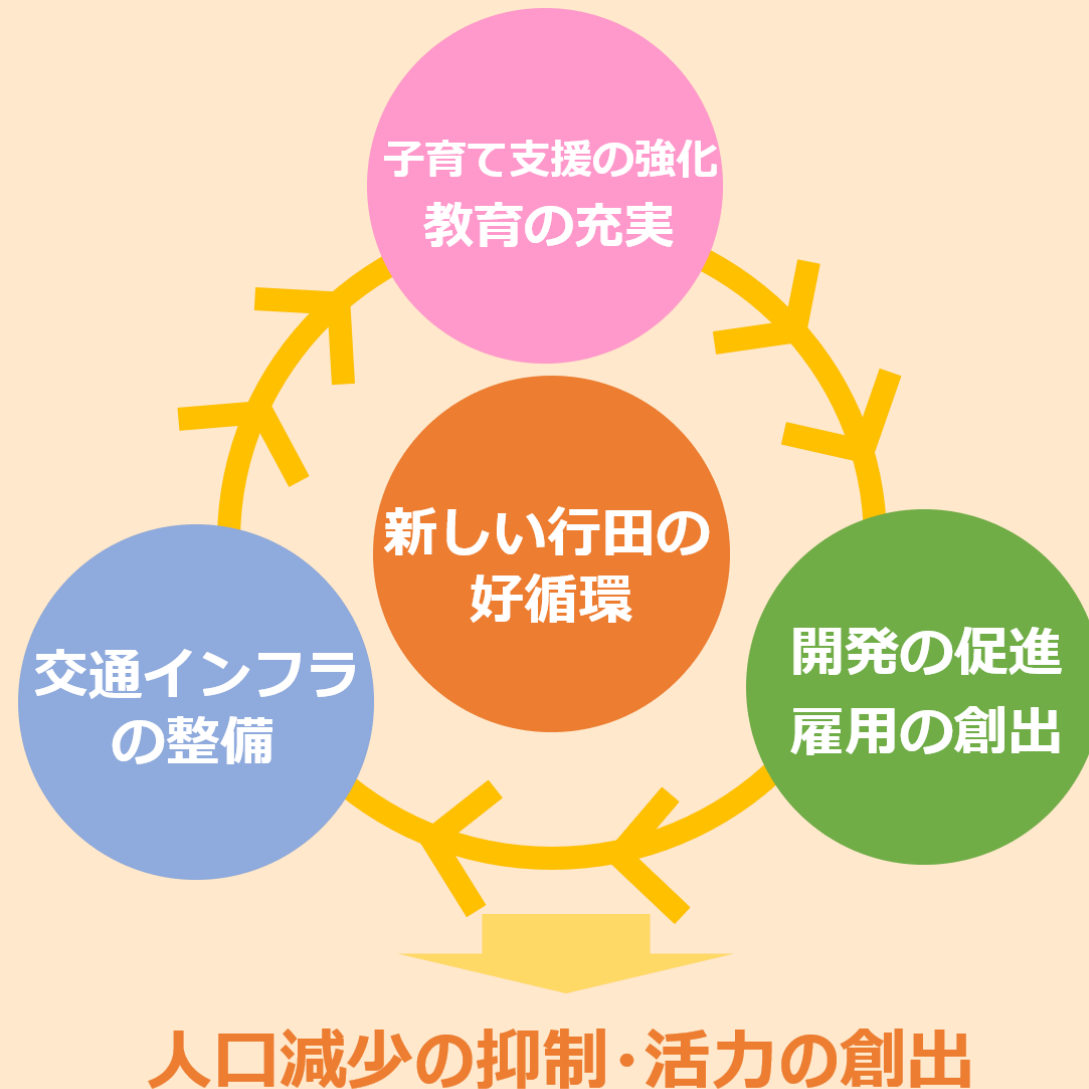 子育て支援の強化
教育の充実
新しい行田の
好循環
交通インフラ
の整備
開発の促進
雇用の創出
人口減少の抑制・活力の創出